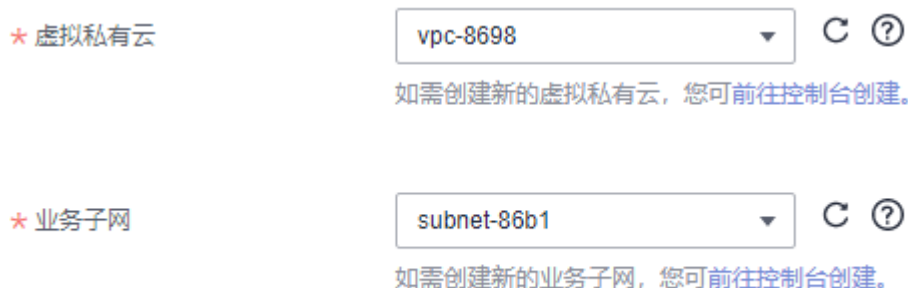 * 虚拟私有云 vpc-8698
如需创建新的虚拟私有云，您可前往控制台创建。
* 业务子网 subnet-86b1
如需创建新的业务子网，您可前往控制台创建。